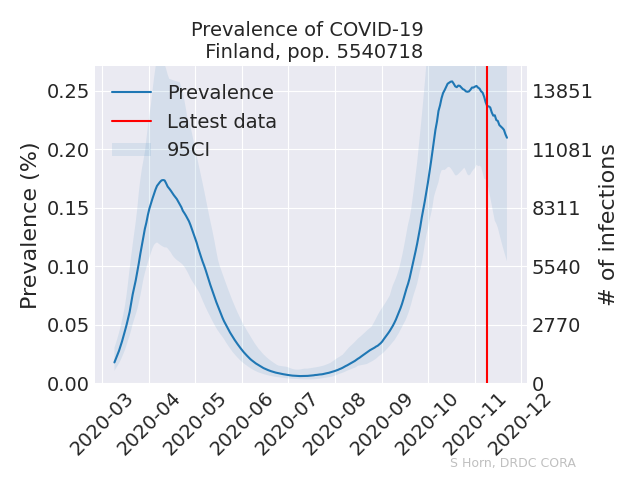 Prevalence of COVID-19
Finland, pop. 5540718
Prevalence
Latest data
95CI
Prevalence (%)
0.25
0.20
0.15
0.10
0.05
0.00
13851
11081
8311
5540
2770
0
# of infections
2020-03
2020-04
2020-05
2020-06
2020-07
2020-08
2020-09
2020-10
2020-11
2020-12
S Horn, DRDC CORA